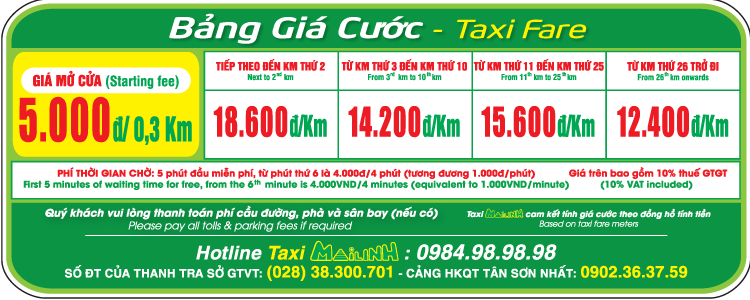 Bảng Giá Cước - Taxi Fare
GIÁ MỞ CỬA (Starting fee)
5.000đ/ 0,3 Km
TIẾP THEO ĐẾN KM THỨ 2
Next to 2nd km
18.600đ/Km
TỪ KM THỨ 3 ĐẾN KM THỨ 10
From 3rd km to 10th km
14.200đ/Km
TỪ KM THỨ 11 ĐẾN KM THỨ 25
From 11th km to 25th km
15.600đ/Km
TỪ KM THỨ 26 TRỞ ĐI
From 26th km onwards
12.400đ/Km
PHÍ THỜI GIAN CHỜ: 5 phút đầu miễn phí, từ phút thứ 6 là 4.000đ/4 phút (tương đương 1.000đ/phút)
First 5 minutes of waiting time for free, from the 6th minute is 4.000VND/4 minutes (equivalent to 1.000VND/minute)
Giá trên bao gồm 10% thuế GTGT
(10% VAT included)
Quý khách vui lòng thanh toán phí cầu đường, phà và sân bay (nếu có)
Please pay all tolls & parking fees if required
Taxi MAILINH cam kết tính giá cước theo đồng hồ tính tiền
Based on taxi fare meters
Hotline Taxi MAILINH : 0984.98.98.98
SỐ ĐT CỦA THANH TRA SỞ GTVT: (028) 38.300.701 - CẢNG HKQT TÂN SƠN NHẤT: 0902.36.37.59